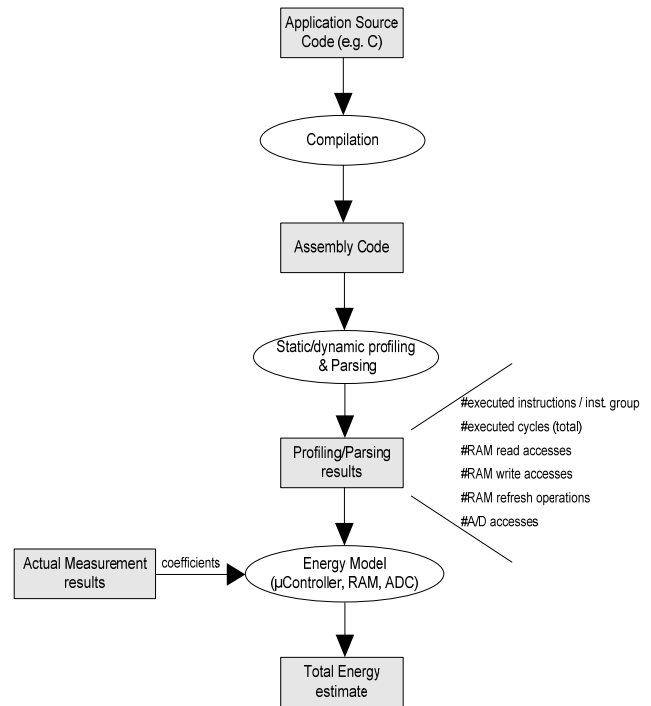 Application Source
Code (e.g. C)
Compilation
Assembly Code
Static/dynamic profiling
& Parsing
#executed instructions / inst. group
#executed cycles (total)
#RAM read accesses
#RAM write accesses
#RAM refresh operations
#A/D accesses
Profiling/Parsing
results
Actual Measurement
results
coefficients
Energy Model
(µController, RAM, ADC)
Total Energy
estimate